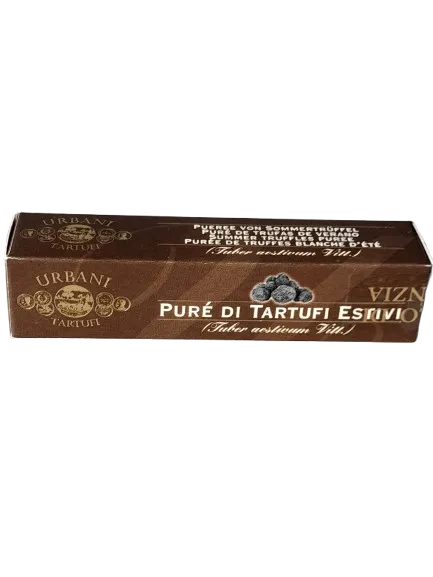 URBANI
TARTUFI
PUEREE VON SOMMERTRÜFFEL
PURÉ DE TRUFAS DE VERANO
SUMMER TRUFFLES PUREE
PURÉE DE TRUFFES BLANCHE D'ÉTÉ
(Tuber aestivum Vitt.)
URBANI
TARTUFI
PURÉ DI TARTUFI ESTIVI
(Tuber aestivum Vitt.)
NZIA